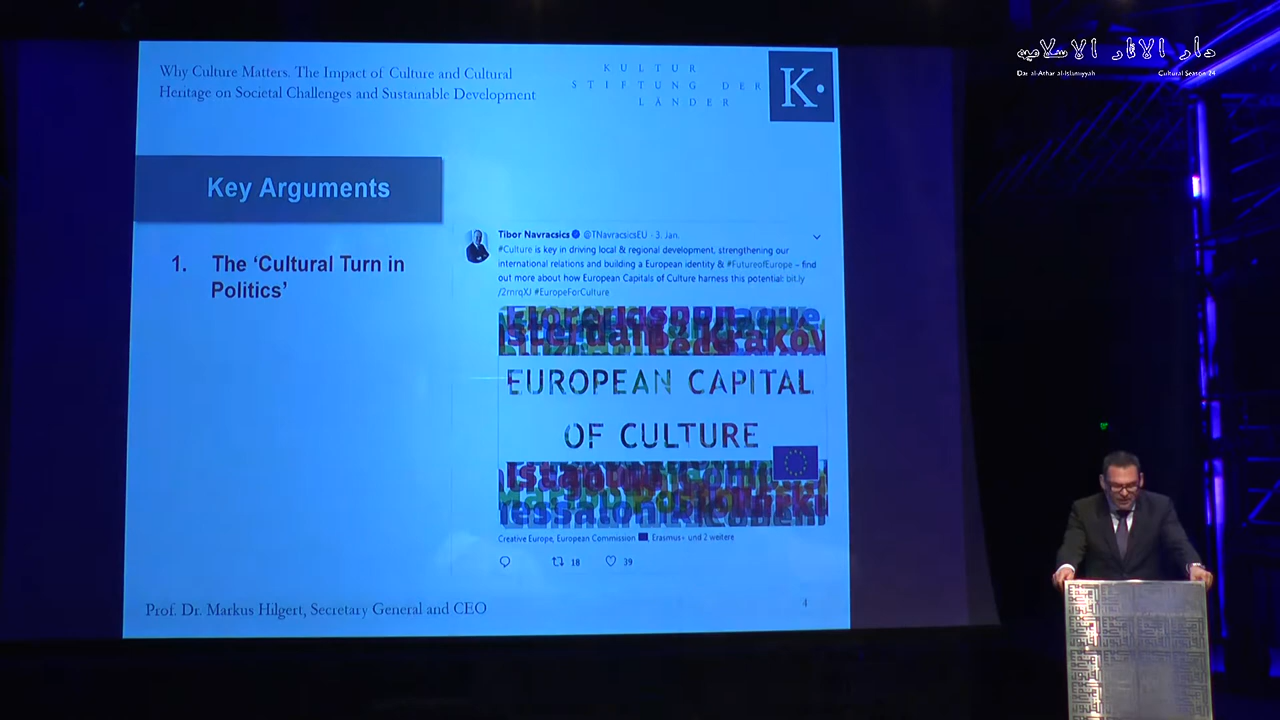 دار الآثار الاسلاميه
Dar al-Athar al-Islamiyyah
Cultural Season 24
Why Culture Matters. The Impact of Culture and Cultural
Heritage on Societal Challenges and Sustainable Development
KULTUR
STIFTUNG DER
LÄNDER
K.
Key Arguments
1. The ‘Cultural Turn in
Politics’
Tibor Navracsics @TNavracsicsEU · 3. Jan.
#Culture is key in driving local & regional development, strengthening our
international relations and building a European identity & #FutureofEurope – find
out more about how European Capitals of Culture harness this potential: bit.ly
/2mrqXJ #EuropeForCulture
EUROPEAN CAPITAL
OF CULTURE
Creative Europe, European Commission, Erasmus+ und 2 weitere
18
39
Prof. Dr. Markus Hilgert, Secretary General and CEO
4